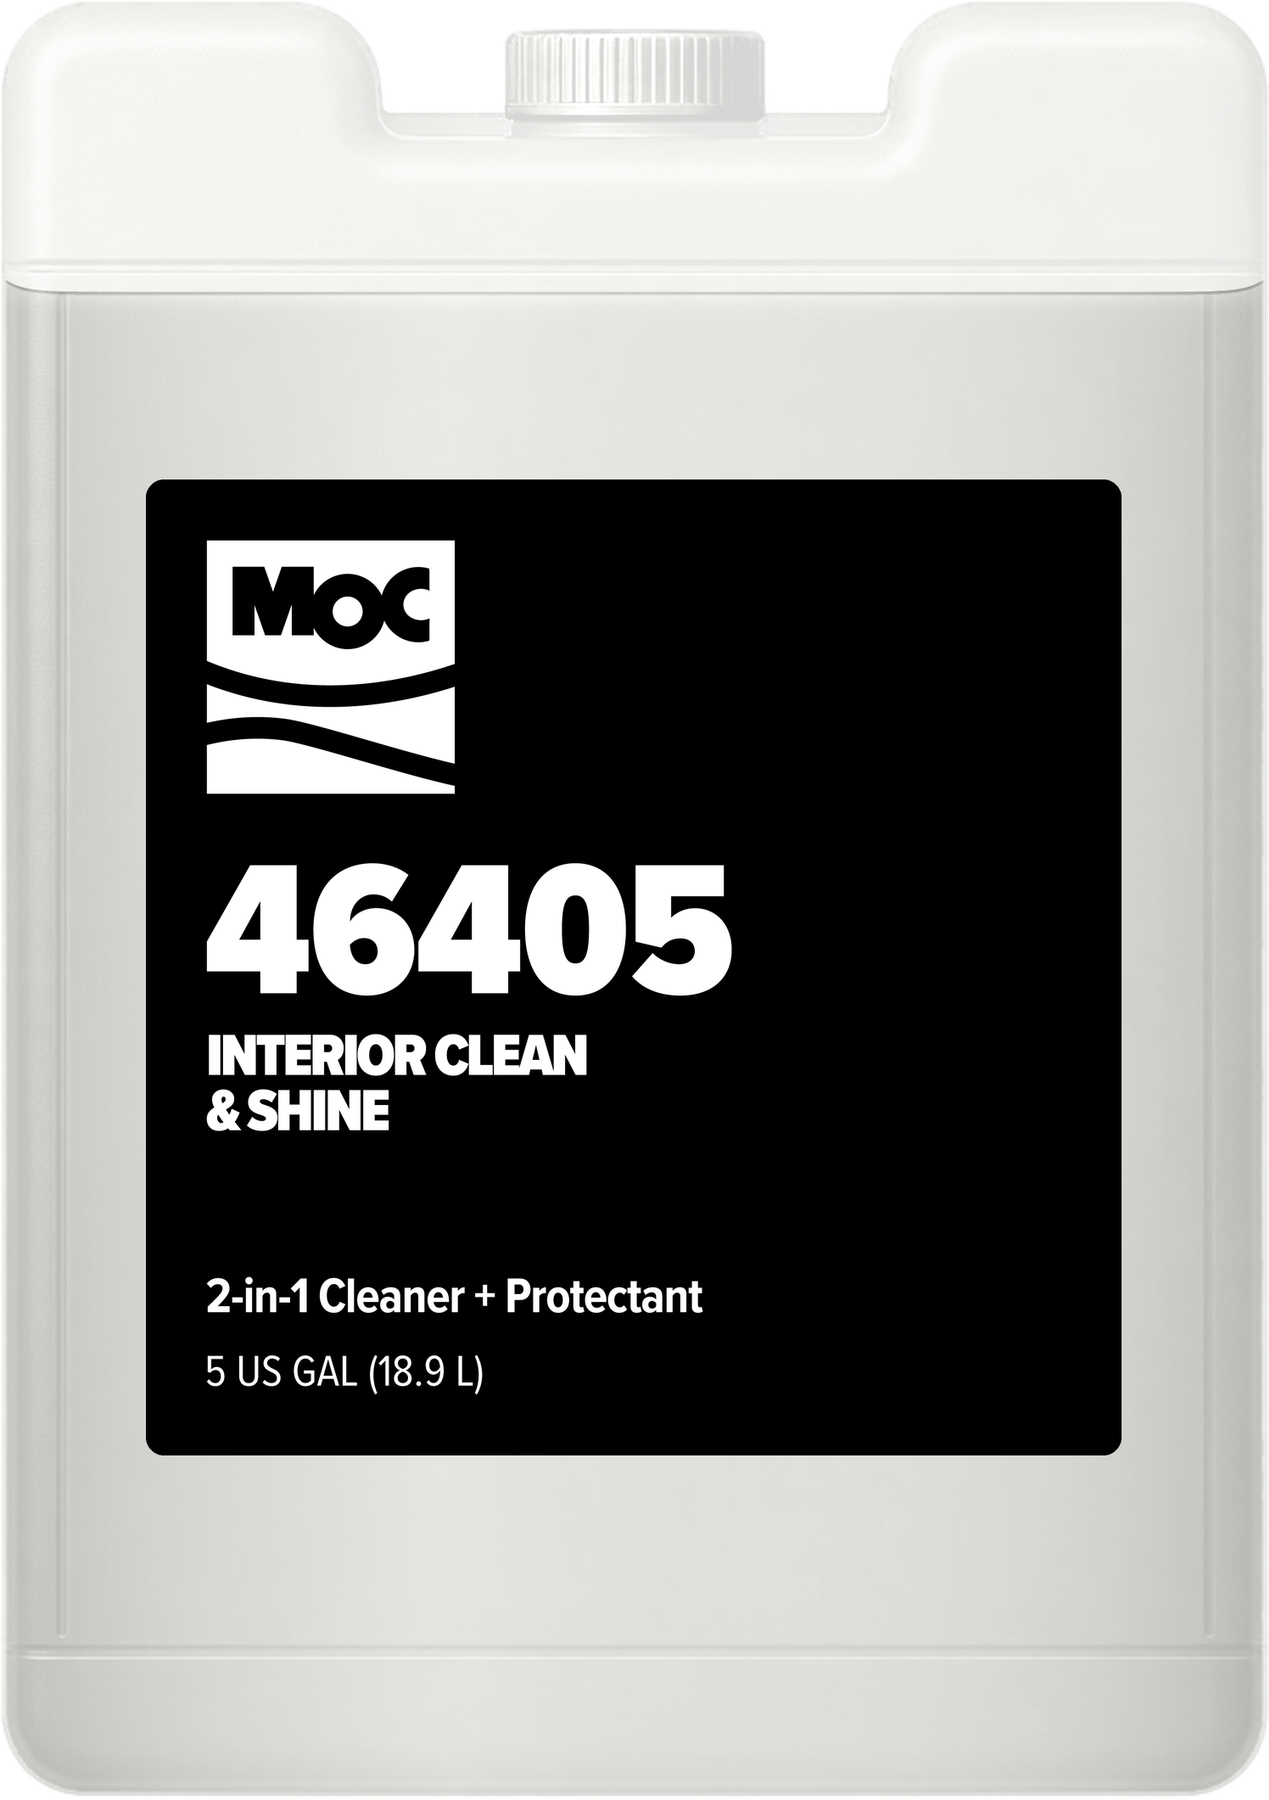 MOC
46405
INTERIOR CLEAN
& SHINE
2-in-1 Cleaner + Protectant
5 US GAL (18.9 L)